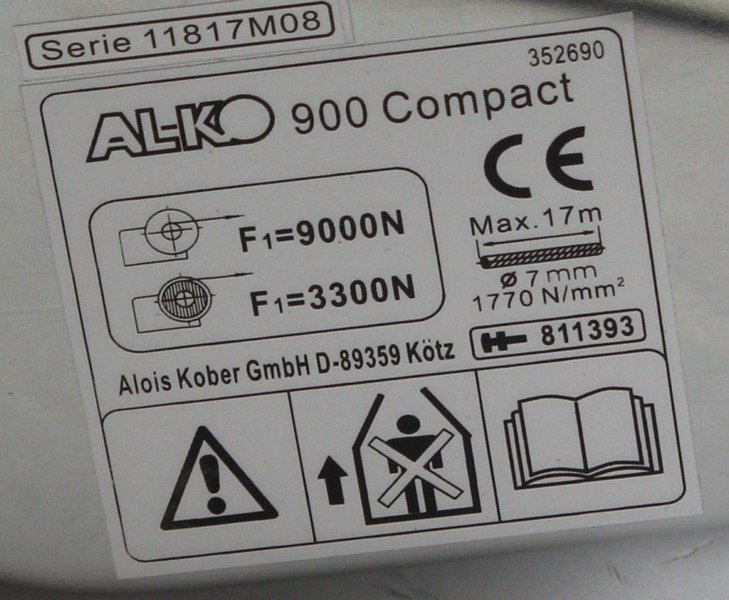 Serie 11817M08
352690
AL-KO 900 Compact
CE
F1=9000N
F1=3300N
Max. 17m
Ø 7 mm
1770 N/mm²
811393
Alois Kober GmbH D-89359 Kötz